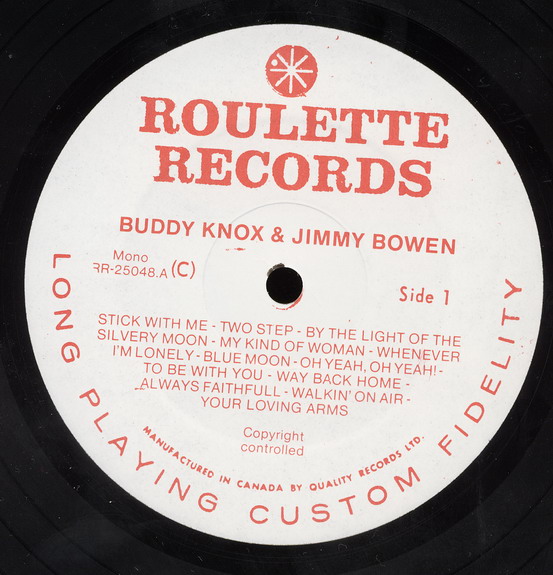 ROULETTE
RECORDS
BUDDY KNOX & JIMMY BOWEN
Mono
RR-25048.A (C)
Side 1
STICK WITH ME - TWO STEP - BY THE LIGHT OF THE
SILVERY MOON - MY KIND OF WOMAN - WHENEVER
I'M LONELY - BLUE MOON - OH YEAH, OH YEAH! -
TO BE WITH YOU - WAY BACK HOME -
ALWAYS FAITHFULL - WALKIN' ON AIR -
YOUR LOVING ARMS
Copyright
controlled
MANUFACTURED IN CANADA BY QUALITY RECORDS LTD.
LONG PLAYING CUSTOM FIDELITY